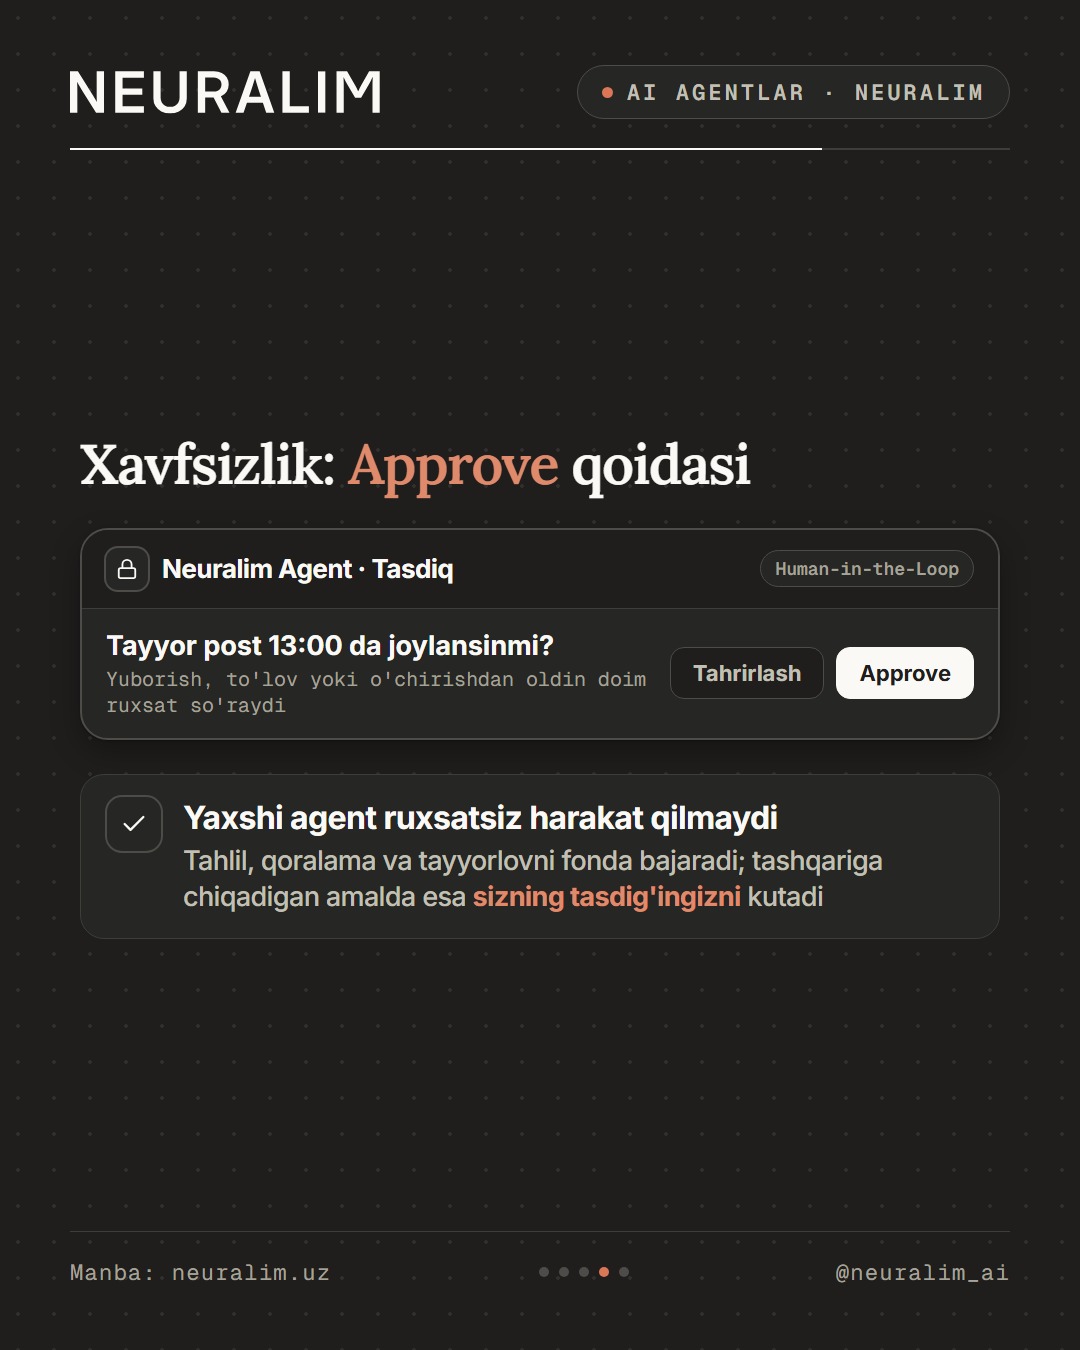 NEURALIM
AI AGENTLAR · NEURALIM
Xavfsizlik: Approve qoidasi
Neuralim Agent · Tasdiq
Human-in-the-Loop
Tayyor post 13:00 da joylansinmi?
Yuborish, to'lov yoki o'chirishdan oldin doim
ruxsat so'raydi
Tahrirlash
Approve
Yaxshi agent ruxsatsiz harakat qilmaydi
Tahlil, qoralama va tayyorlovni fonda bajaradi; tashqariga
chiqadigan amalda esa sizning tasdig'ingizni kutadi
Manba: neuralim.uz
@neuralim_ai